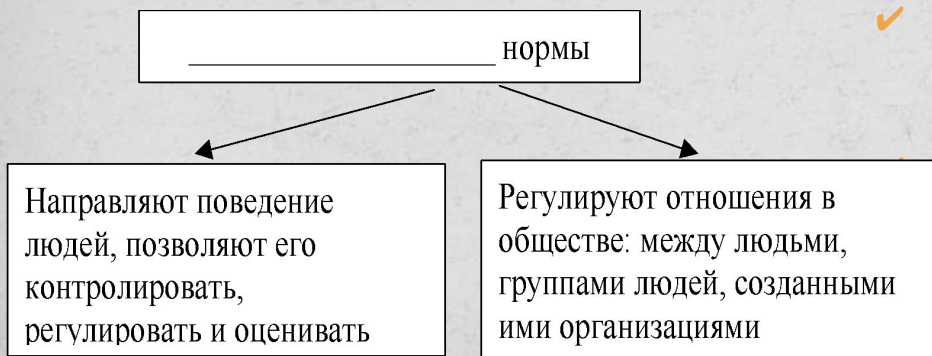 ____________________ нормы
Направляют поведение
людей, позволяют его
контролировать,
регулировать и оценивать
Регулируют отношения в
обществе: между людьми,
группами людей, созданными
ими организациями